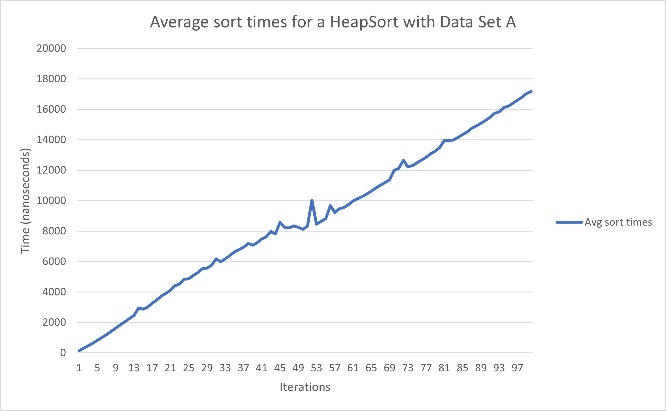 Average sort times for a HeapSort with Data Set A
20000
18000
16000
14000
12000
10000
8000
6000
4000
2000
0
Time (nanoseconds)
1 5 9 13 17 21 25 29 33 37 41 45 49 53 57 61 65 69 73 77 81 85 89 93 97
Iterations
Avg sort times